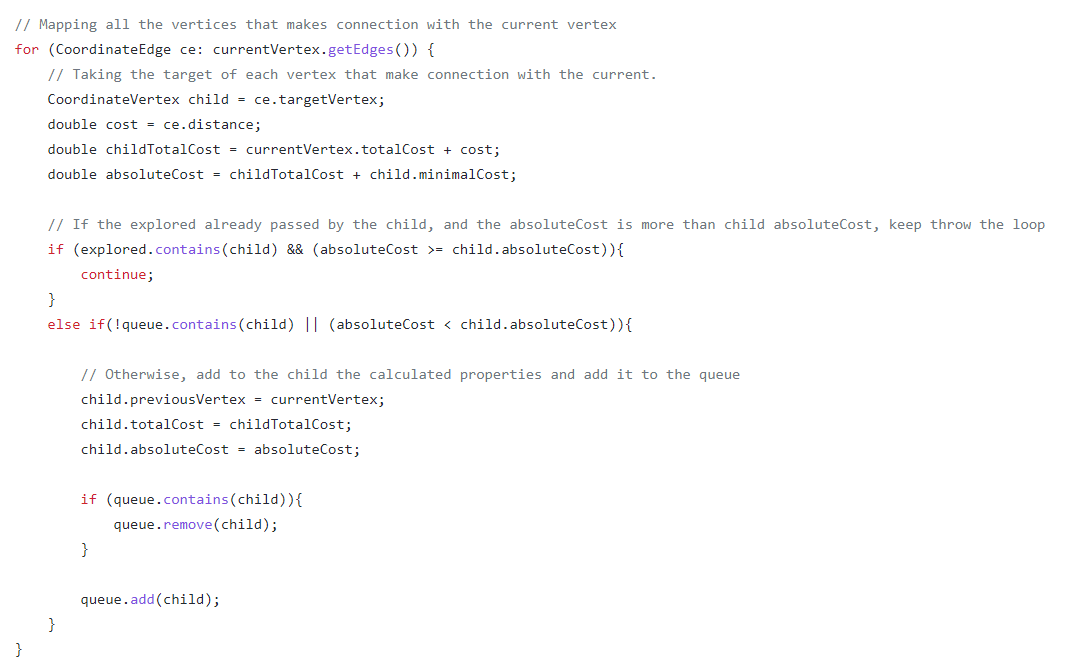 // Mapping all the vertices that makes connection with the current vertex
for (CoordinateEdge ce: currentVertex.getEdges()) {
    // Taking the target of each vertex that make connection with the current.
    CoordinateVertex child = ce.targetVertex;
    double cost = ce.distance;
    double childTotalCost = currentVertex.totalCost + cost;
    double absoluteCost = childTotalCost + child.minimalCost;

    // If the explored already passed by the child, and the absoluteCost is more than child absoluteCost, keep throw the loop
    if (explored.contains(child) && (absoluteCost >= child.absoluteCost)){
        continue;
    }
    else if(!queue.contains(child) || (absoluteCost < child.absoluteCost)){

        // Otherwise, add to the child the calculated properties and add it to the queue
        child.previousVertex = currentVertex;
        child.totalCost = childTotalCost;
        child.absoluteCost = absoluteCost;

        if (queue.contains(child)){
            queue.remove(child);
        }

        queue.add(child);
    }
}